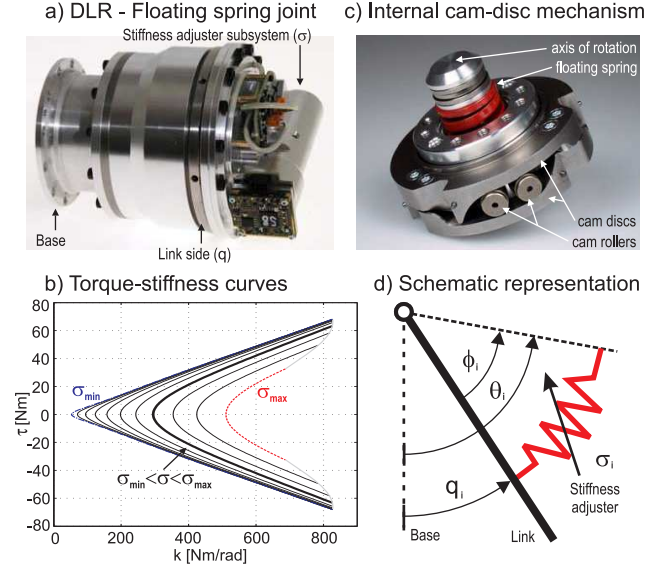 a) DLR - Floating spring joint
Stiffness adjuster subsystem (σ)
Base
Link side (q)
c) Internal cam-disc mechanism
axis of rotation
floating spring
cam discs
cam rollers
b) Torque-stiffness curves
τ [Nm]
80
60
40
20
0
-20
-40
-60
-80
σmin
σmax
σmin<σ<σmax
0 200 400 600 800
k [Nm/rad]
d) Schematic representation
ϕi
θi
qi
σi
Stiffness
adjuster
Base
Link